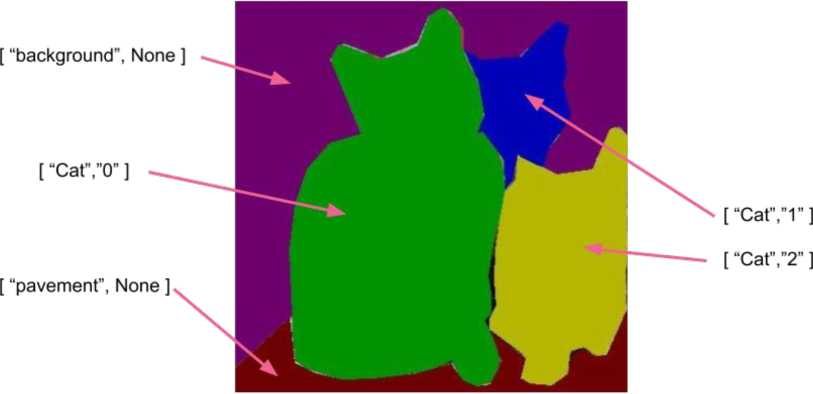 [ “background”, None ]
[ “Cat”,”0” ]
[ “Cat”,”1” ]
[ “Cat”,”2” ]
[ “pavement”, None ]